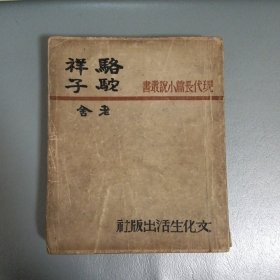 駱駝
祥子
老舍
現代長篇小說叢書
文化生活出版社